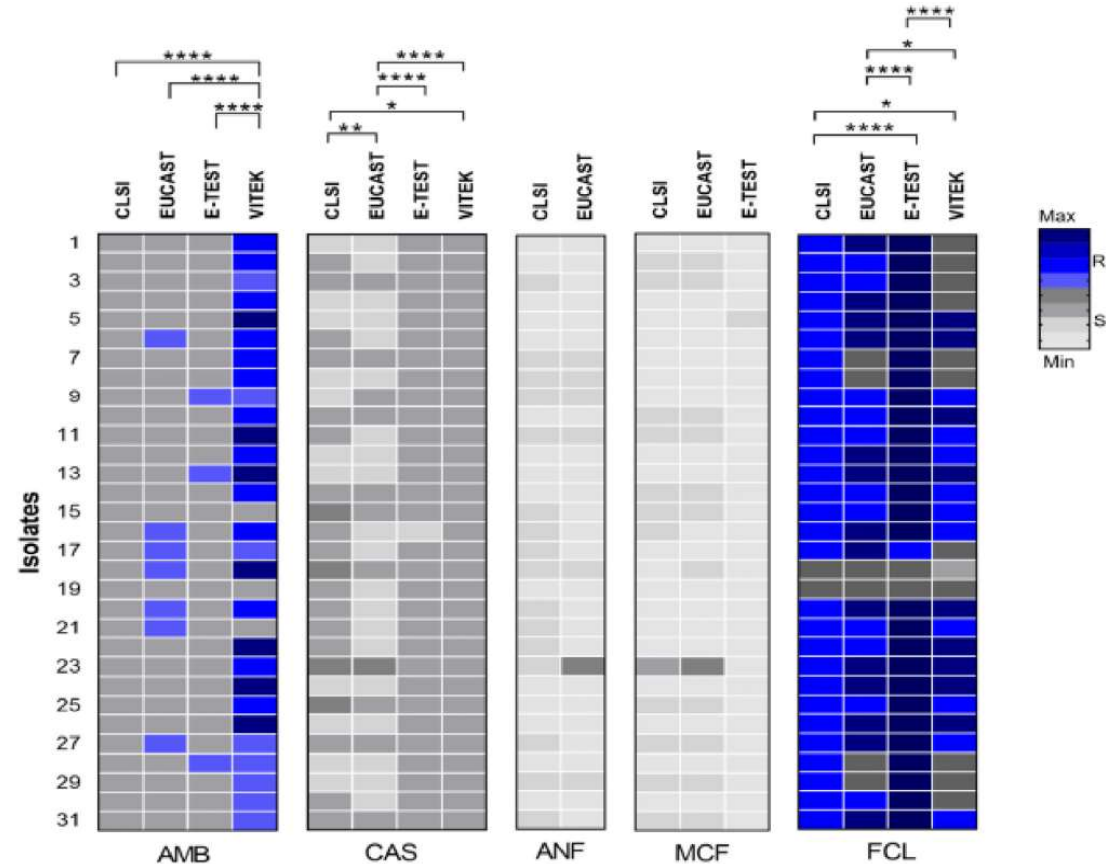 ****
**** **** *
**** **** ****
**** * *
** ****
CLSI EUCAST E-TEST VITEK CLSI EUCAST E-TEST VITEK CLSI EUCAST CLSI EUCAST E-TEST CLSI EUCAST E-TEST VITEK
Max
R
S
Min
Isolates
1
3
5
7
9
11
13
15
17
19
21
23
25
27
29
31
AMB CAS ANF MCF FCL